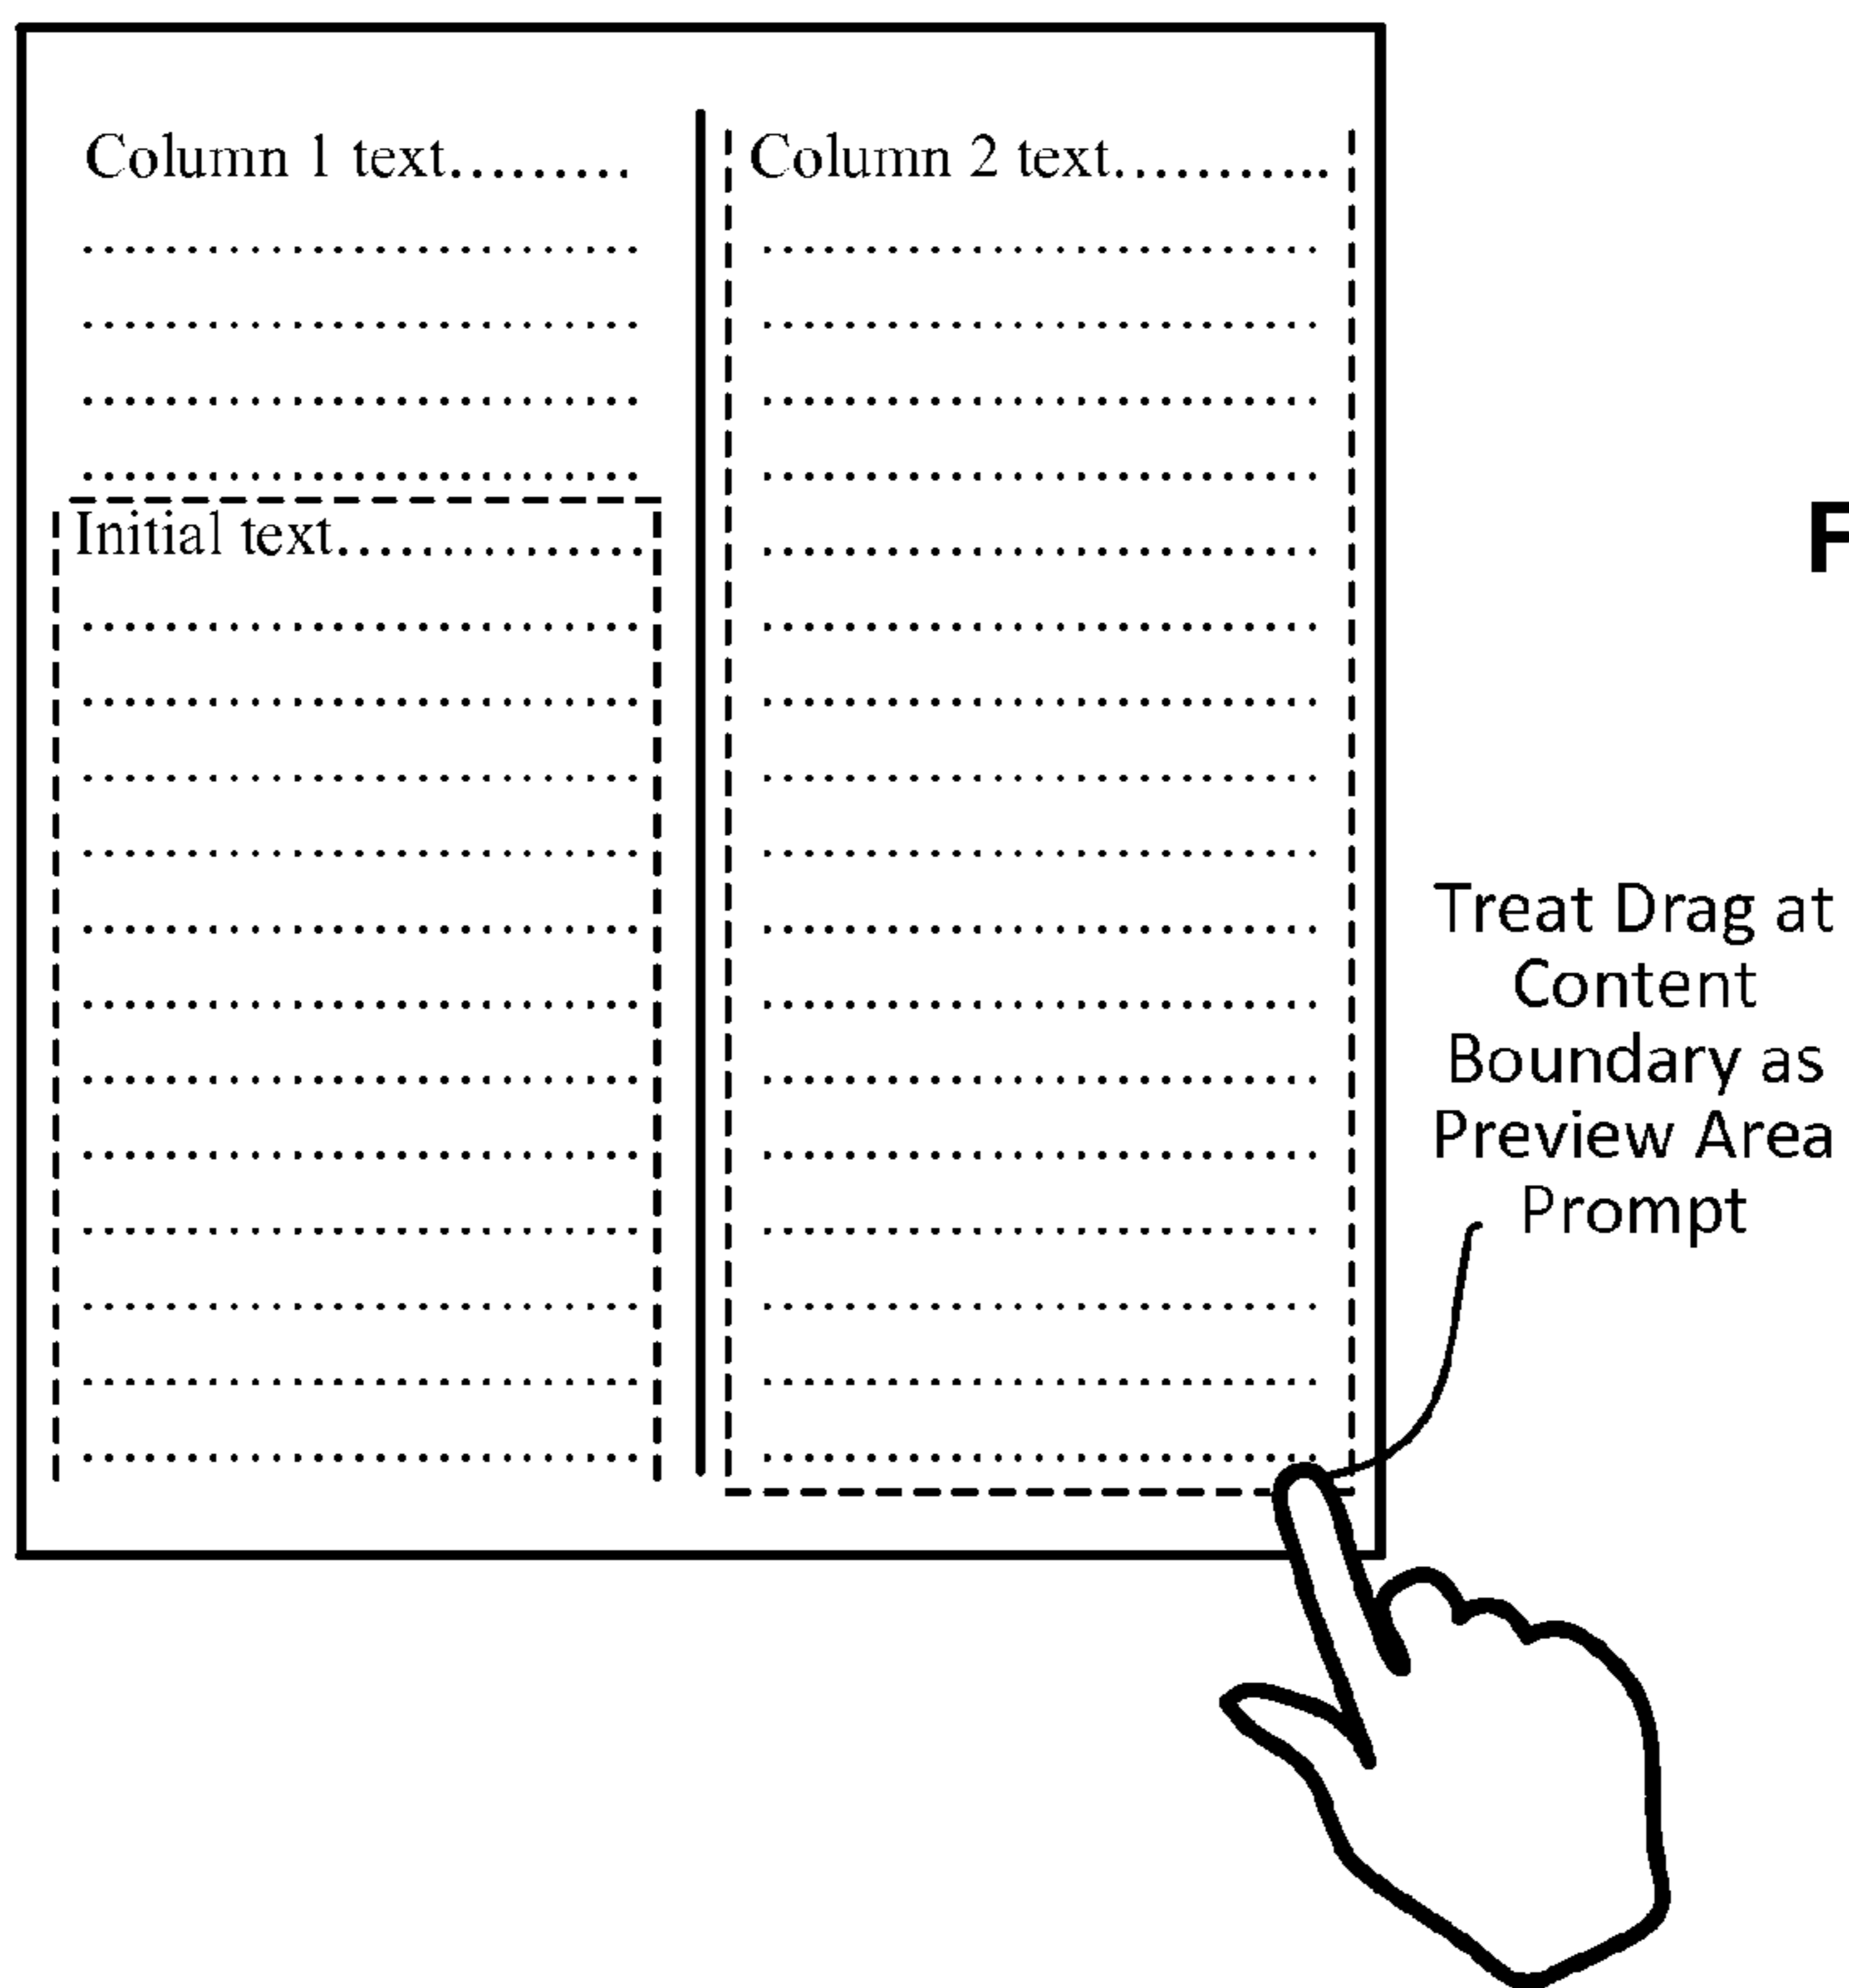 Column 1 text.........
Initial text...............
Column 2 text...........
F
Treat Drag at
Content
Boundary as
Preview Area
Prompt